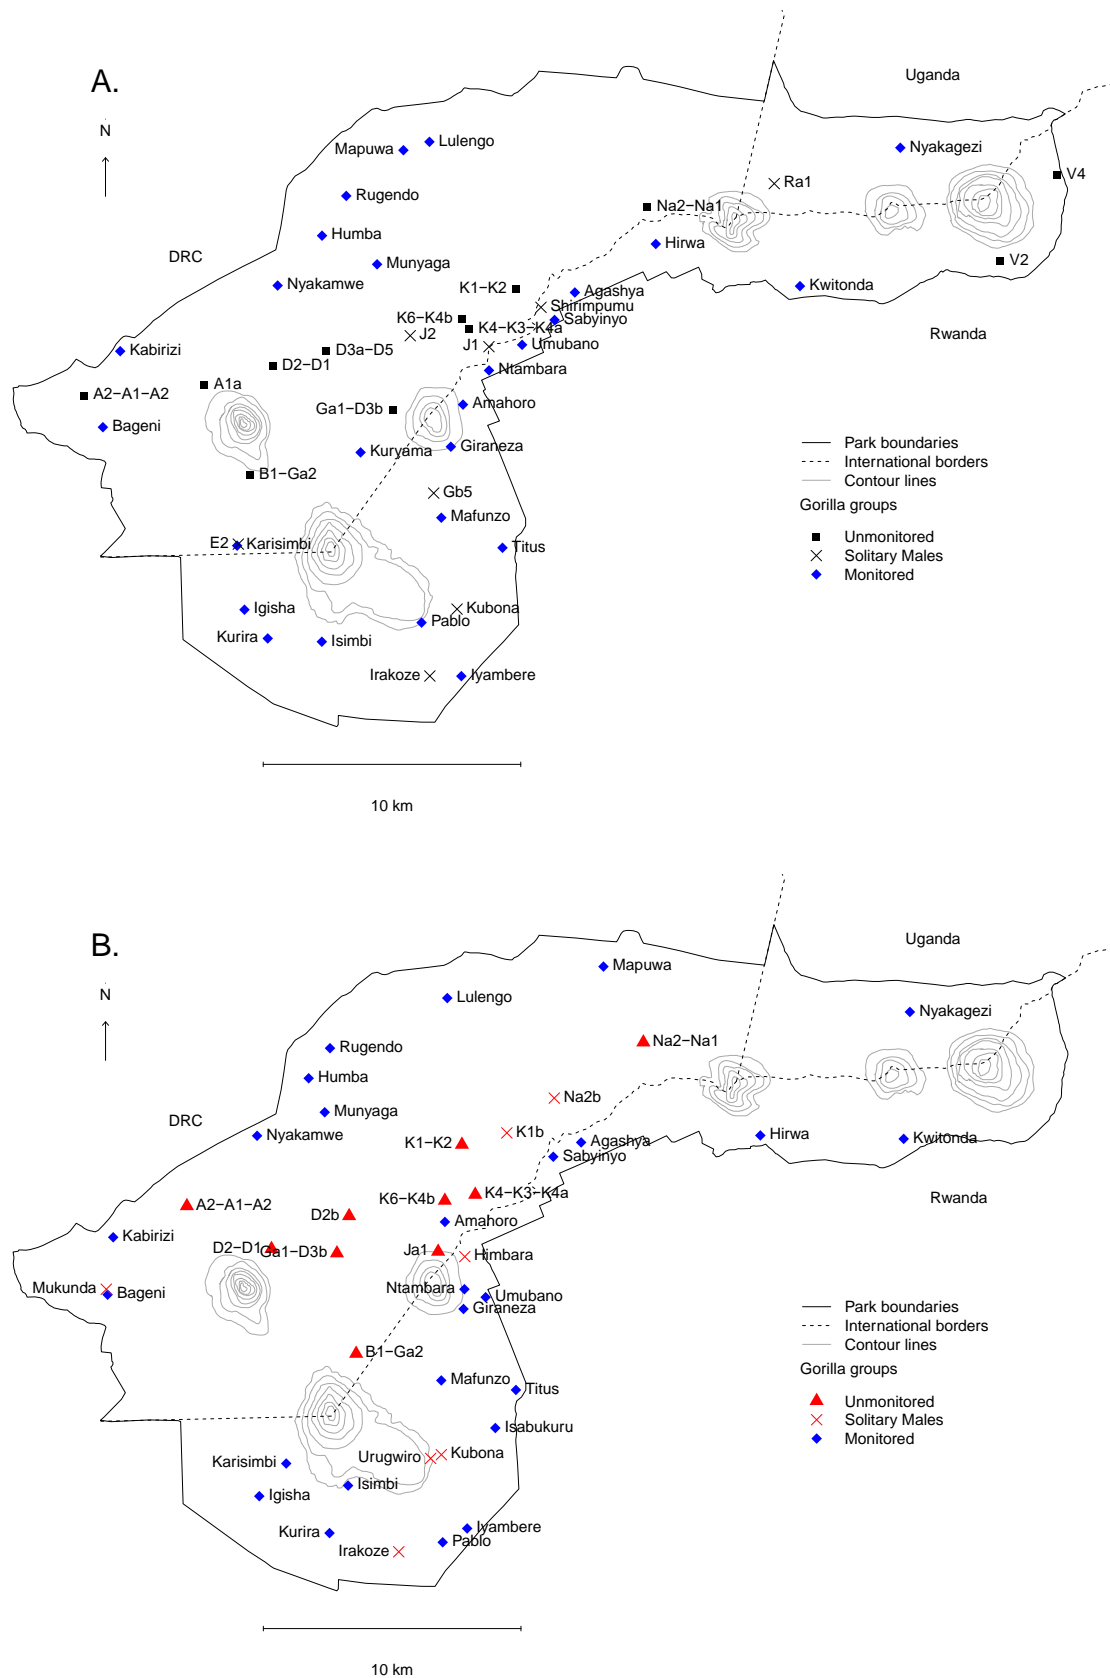 A.
Uganda
N
Lulengo
Mapuwa
Nyakagezi
V4
Ra1
Rugendo
Na2−Na1
Humba
Hirwa
DRC
Munyaga
V2
Nyakamwe
K1−K2
Agashya
Kwitonda
Shirimpumu
K6−K4b
Sabyinyo
K4−K3−K4a
J2
Rwanda
J1
Umubano
Kabirizi
D3a−D5
D2−D1
Ntambara
A1a
A2−A1−A2
Amahoro
Ga1−D3b
Bageni
Giraneza
Kuryama
Park boundaries
International borders
B1−Ga2
Contour lines
Gb5
Gorilla groups
Mafunzo
Unmonitored
E2
Karisimbi
Titus
Solitary Males
Monitored
Igisha
Kubona
Pablo
Kurira
Isimbi
Irakoze
Iyambere
10 km
B.
Uganda
Mapuwa
N
Lulengo
Nyakagezi
Na2−Na1
Rugendo
Humba
Na2b
Munyaga
DRC
K1b
Nyakamwe
K1−K2
Agashya
Hirwa
Kwitonda
Sabyinyo
K4−K3−K4a
K6−K4b
Rwanda
A2−A1−A2
D2b
Amahoro
Kabirizi
D2−D1
Ga1−D3b
Ja1
Himbara
Mukunda
Bageni
Ntambara
Umubano
Giraneza
Park boundaries
International borders
Contour lines
B1−Ga2
Gorilla groups
Mafunzo
Titus
Unmonitored
Isabukuru
Solitary Males
Monitored
Urugwiro
Kubona
Karisimbi
Isimbi
Igisha
Kurira
Iyambere
Pablo
Irakoze
10 km